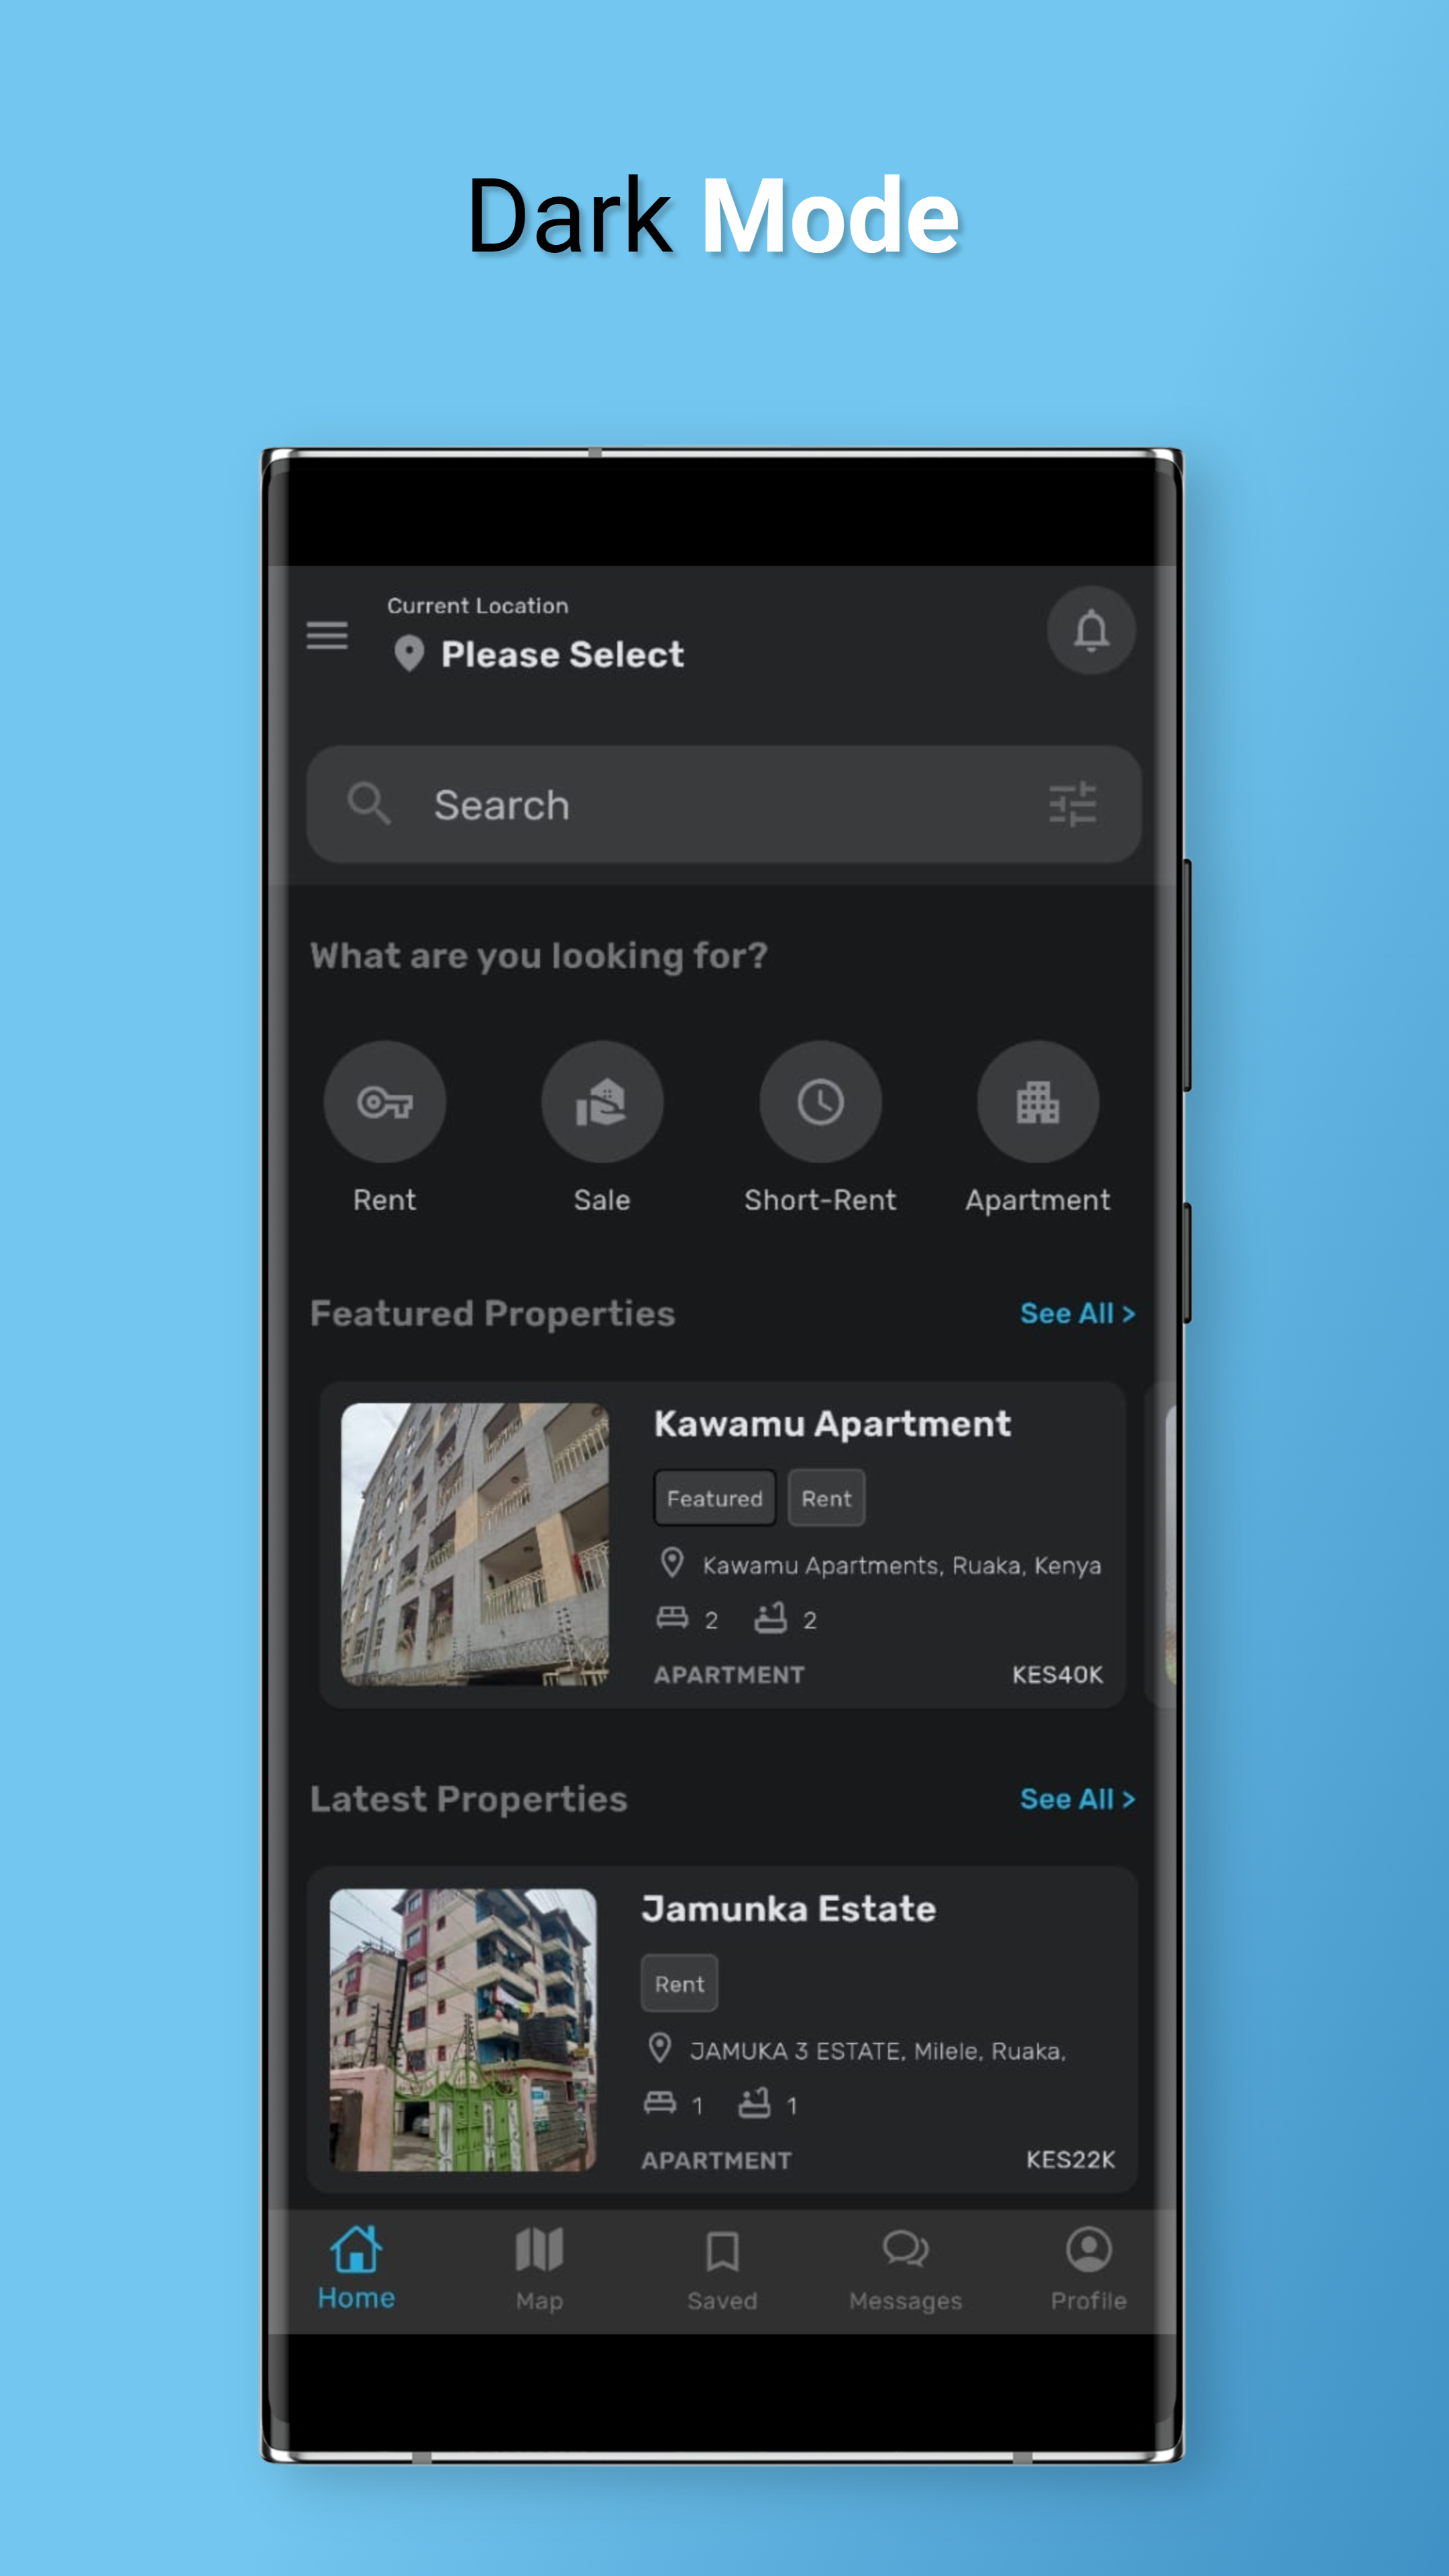 Dark Mode
Current Location
Please Select
Search
What are you looking for?
Rent
Sale
Short-Rent
Apartment
Featured Properties
See All >
Kawamu Apartment
Featured
Rent
Kawamu Apartments, Ruaka, Kenya
2
2
APARTMENT
KES40K
Latest Properties
See All >
Jamunka Estate
Rent
JAMUKA 3 ESTATE, Milele, Ruaka,
1
1
APARTMENT
KES22K
Home
Map
Saved
Messages
Profile